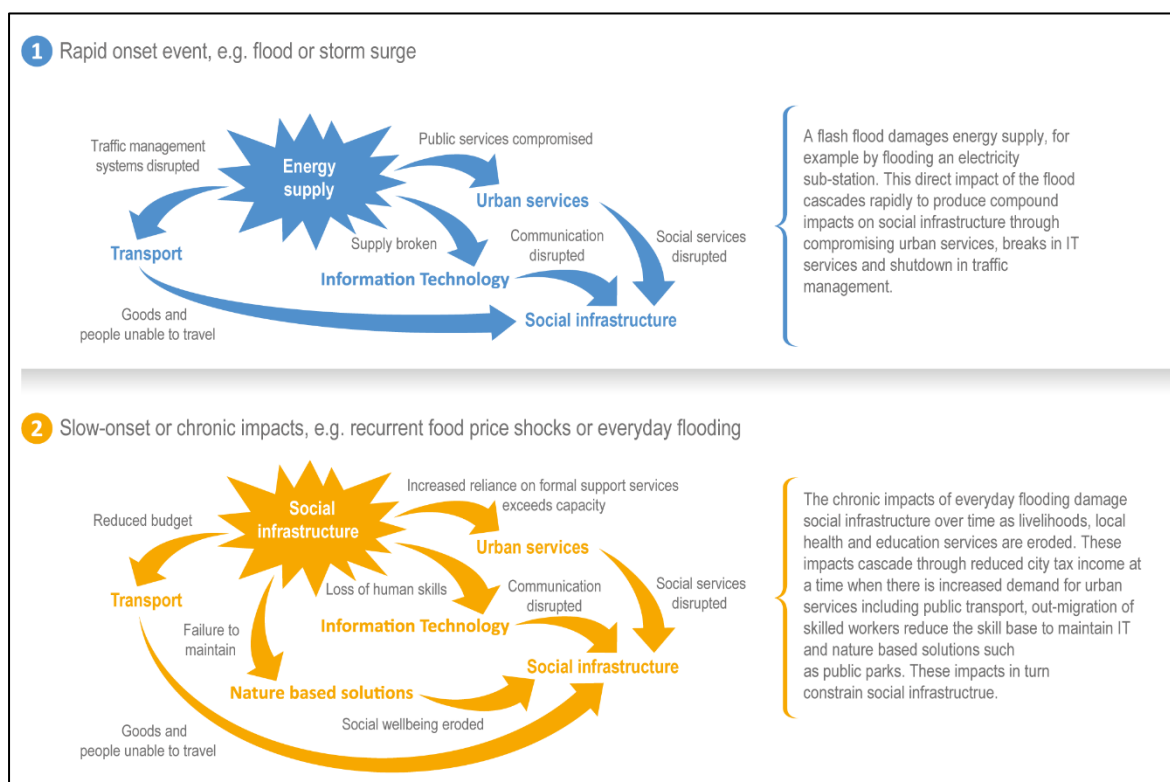 1 Rapid onset event, e.g. flood or storm surge
Traffic management
systems disrupted
Energy
supply
Public services compromised
Urban services
Transport
Supply broken
Communication
disrupted
Social services
disrupted
Information Technology
Goods and
people unable to travel
Social infrastructure
A flash flood damages energy supply, for
example by flooding an electricity
sub-station. This direct impact of the flood
cascades rapidly to produce compound
impacts on social infrastructure through
compromising urban services, breaks in IT
services and shutdown in traffic
management.
2 Slow-onset or chronic impacts, e.g. recurrent food price shocks or everyday flooding
Reduced budget
Social
infrastructure
Increased reliance on formal support services
exceeds capacity
Urban services
Transport
Loss of human skills
Communication
disrupted
Social services
disrupted
Failure to
maintain
Information Technology
Social infrastructure
Nature based solutions
Social wellbeing eroded
Goods and
people unable to travel
The chronic impacts of everyday flooding damage
social infrastructure over time as livelihoods, local
health and education services are eroded. These
impacts cascade through reduced city tax income at
a time when there is increased demand for urban
services including public transport, out-migration of
skilled workers reduce the skill base to maintain IT
and nature based solutions such
as public parks. These impacts in turn
constrain social infrastructrue.